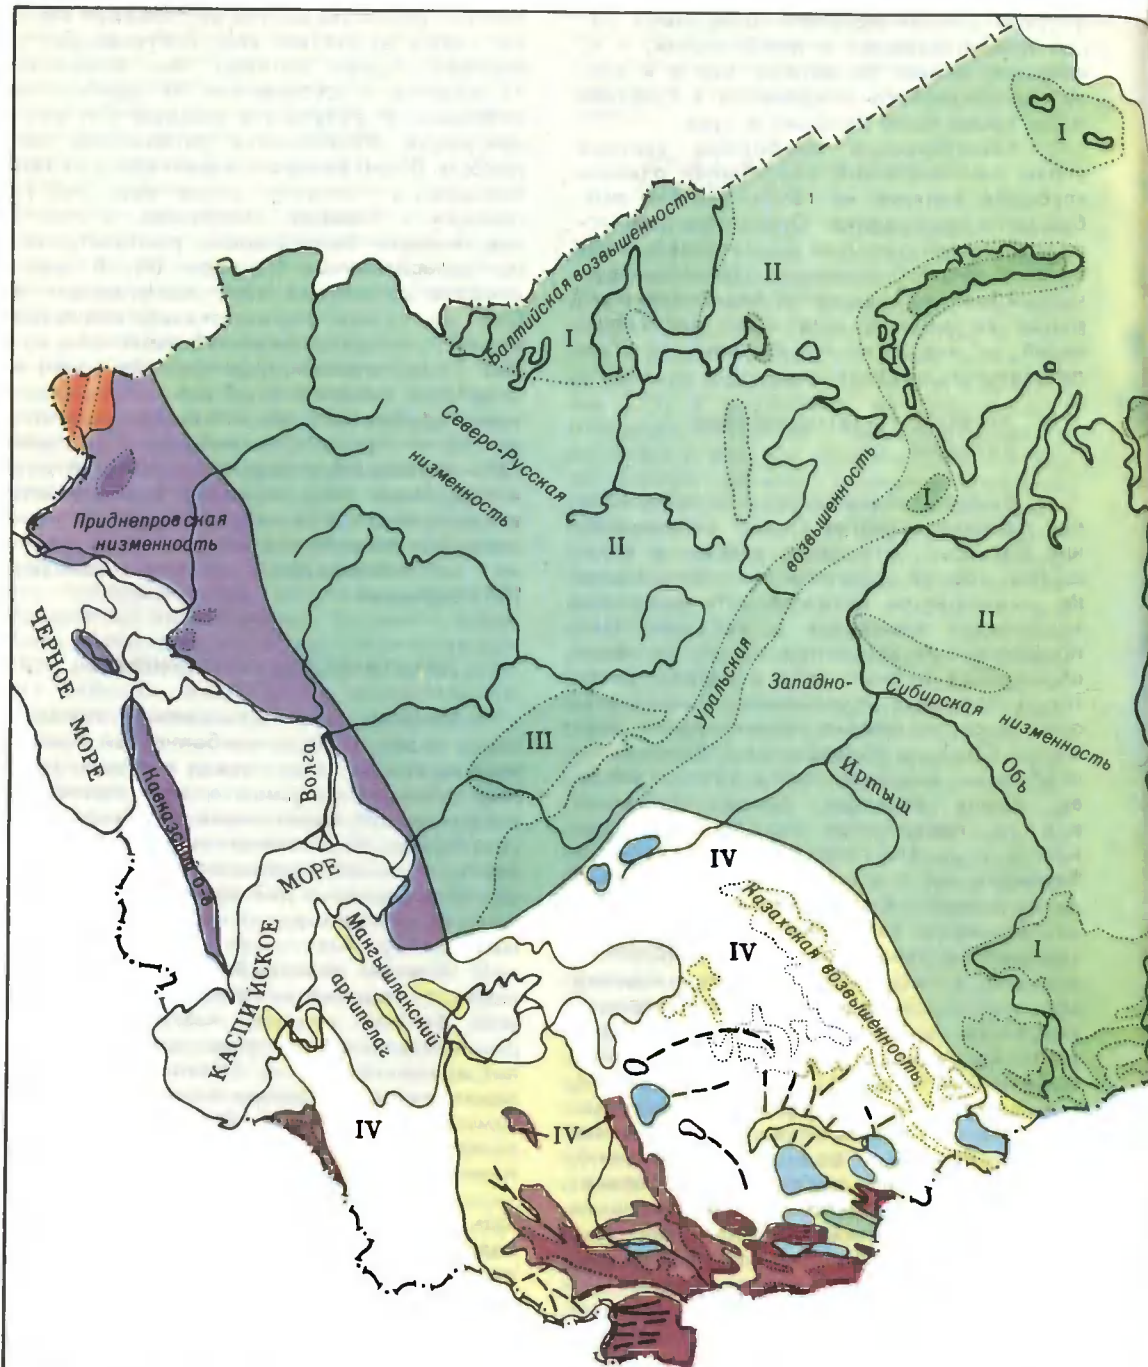 I
Балтийская возвышенность
II
I
Северо-Русская
низменность
возвышенность
I
Приднепровская
низменность
II
II
ЧЕРНОЕ МОРЕ
Уральская
Западно-
Сибирская низменность
III
Волга
Обь
Иртыш
Кавказский о-в
IV
МОРЕ
Казахская возвышенность
IV
I
Мангышлакский
архипелаг
КАСПИЙСКОЕ
IV
IV